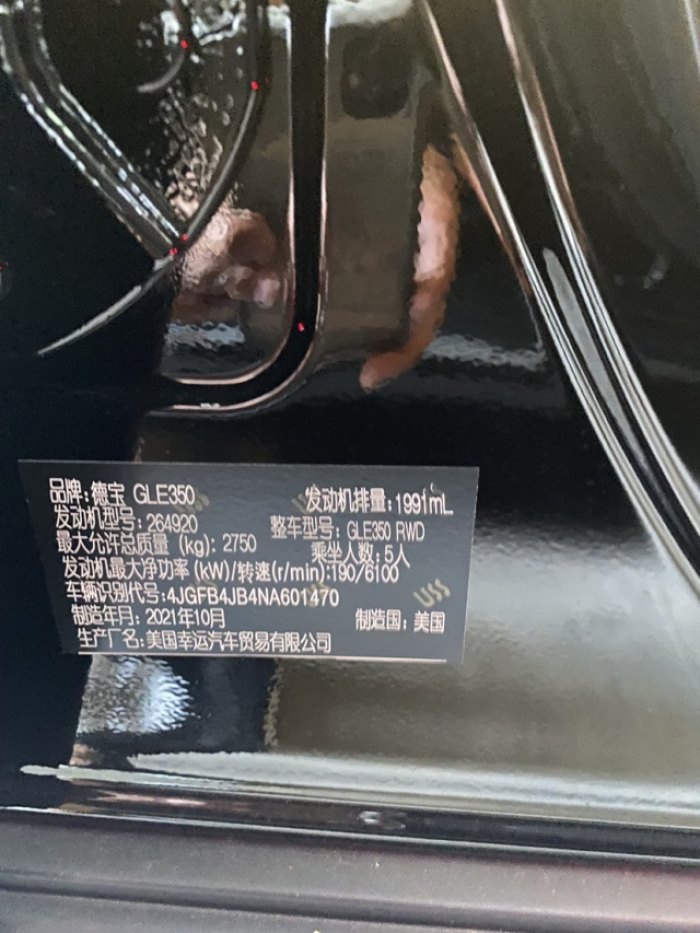 品牌:德宝 GLE350 发动机排量:1991mL
发动机型号:264920 整车型号:GLE350 RWD
最大允许总质量 (kg):2750 乘坐人数:5人
发动机最大净功率(kW)/转速(r/min):190/6100
车辆识别代号:4JGFB4JB4NA601470
制造年月:2021年10月 制造国:美国
生产厂名:美国幸运汽车贸易有限公司
USS